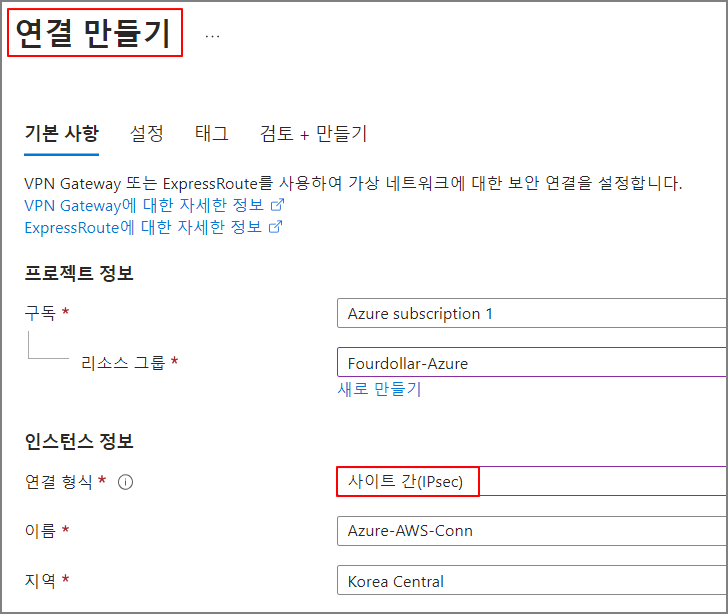 연결 만들기 ...
기본 사항 설정 태그 검토 + 만들기
VPN Gateway 또는 ExpressRoute를 사용하여 가상 네트워크에 대한 보안 연결을 설정합니다.
VPN Gateway에 대한 자세한 정보
ExpressRoute에 대한 자세한 정보
프로젝트 정보
구독 * Azure subscription 1
리소스 그룹 * Fourdollar-Azure
새로 만들기
인스턴스 정보
연결 형식 * 사이트 간(IPsec)
이름 * Azure-AWS-Conn
지역 * Korea Central